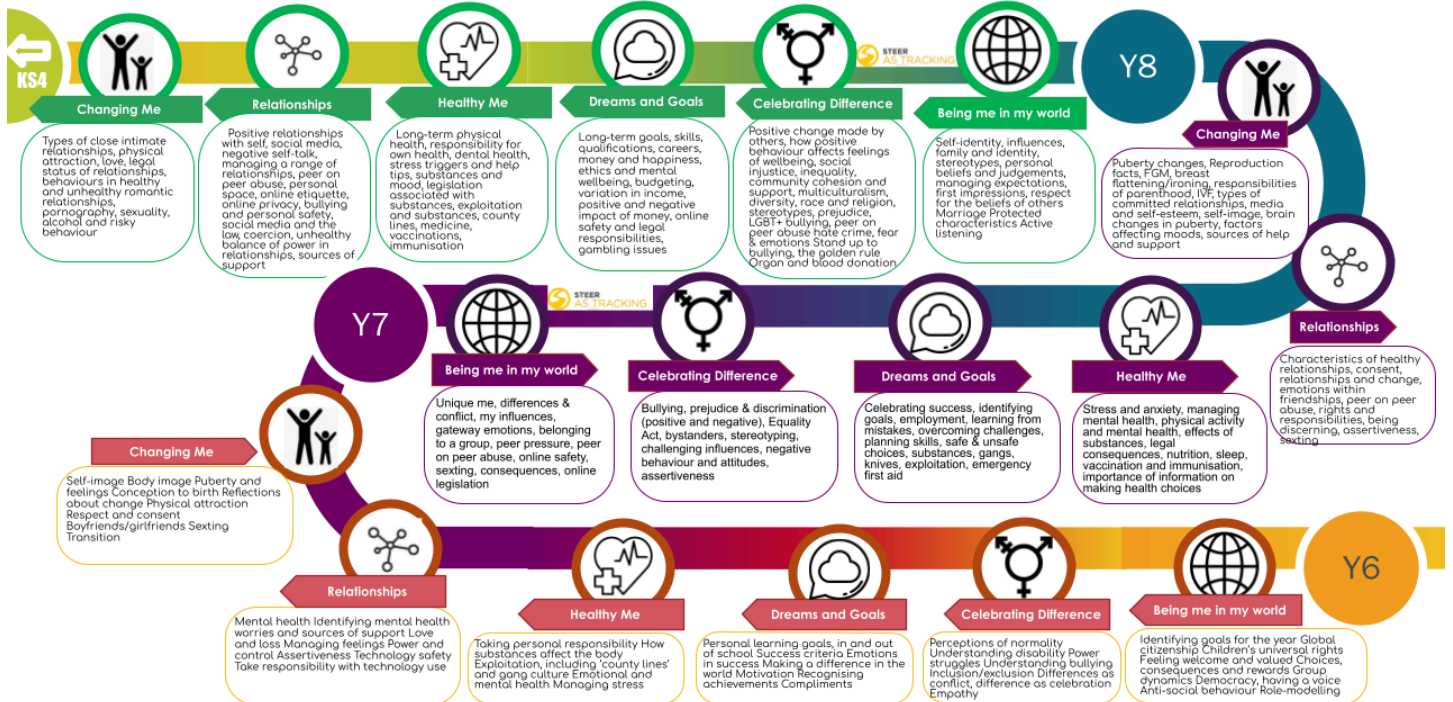 KS4
Changing Me
Types of close intimate
relationships, physical
attraction, love, legal
status of relationships,
behaviours in healthy
and unhealthy romantic
relationships,
pornography, sexuality,
alcohol and risky
behaviour
Relationships
Positive relationships
with self, social media,
negative self-talk,
managing a range of
relationships, peer on
peer abuse, personal
space, online etiquette,
online privacy, bullying
and personal safety,
social media and the
law, coercion, unhealthy
balance of power in
relationships, sources of
support
Healthy Me
Long-term physical
health, responsibility for
own health, dental health,
stress triggers and help
tips, substances and
mood, legislation
associated with
substances, exploitation
and substances, county
lines, medicine,
vaccinations,
immunisation
Dreams and Goals
Long-term goals, skills,
qualifications, careers,
money and happiness,
ethics and mental
wellbeing, budgeting,
variation in income,
positive and negative
impact of money, online
safety and legal
responsibilities,
gambling issues
Celebrating Difference
Positive change made by
others, how positive
behaviour affects feelings
of wellbeing, social
injustice, inequality,
community cohesion and
support, multiculturalism,
diversity, race and religion,
stereotypes, prejudice,
LGBT+ bullying, peer on
peer abuse hate crime, fear
& emotions Stand up to
bullying, the golden rule
Organ and blood donation
STEER
AS TRACKING
Being me in my world
Self-identity, influences,
family and identity,
stereotypes, personal
beliefs and judgements,
managing expectations,
first impressions, respect
for the beliefs of others
Marriage Protected
characteristics Active
listening
Y8
Changing Me
Puberty changes, Reproduction
facts, FGM, breast
flattening/ironing, responsibilities
of parenthood, IVF, types of
committed relationships, media
and self-esteem, self-image, brain
changes in puberty, factors
affecting moods, sources of help
and support
Relationships
Characteristics of healthy
relationships, consent,
relationships and change,
emotions within
friendships, peer on peer
abuse, rights and
responsibilities, being
discerning, assertiveness,
sexting
Y7
STEER
AS TRACKING
Being me in my world
Unique me, differences &
conflict, my influences,
gateway emotions, belonging
to a group, peer pressure, peer
on peer abuse, online safety,
sexting, consequences, online
legislation
Celebrating Difference
Bullying, prejudice & discrimination
(positive and negative), Equality
Act, bystanders, stereotyping,
challenging influences, negative
behaviour and attitudes,
assertiveness
Dreams and Goals
Celebrating success, identifying
goals, employment, learning from
mistakes, overcoming challenges,
planning skills, safe & unsafe
choices, substances, gangs,
knives, exploitation, emergency
first aid
Healthy Me
Stress and anxiety, managing
mental health, physical activity
and mental health, effects of
substances, legal
consequences, nutrition, sleep,
vaccination and immunisation,
importance of information on
making health choices
Changing Me
Self-image Body image Puberty and
feelings Conception to birth Reflections
about change Physical attraction
Respect and consent
Boyfriends/girlfriends Sexting
Transition
Relationships
Mental health Identifying mental health
worries and sources of support Love
and loss Managing feelings Power and
control Assertiveness Technology safety
Take responsibility with technology use
Healthy Me
Taking personal responsibility How
substances affect the body
Exploitation, including 'county lines'
and gang culture Emotional and
mental health Managing stress
Dreams and Goals
Personal learning goals, in and out
of school Success criteria Emotions
in success Making a difference in the
world Motivation Recognising
achievements Compliments
Celebrating Difference
Perceptions of normality
Understanding disability Power
struggles Understanding bullying
Inclusion/exclusion Differences as
conflict, difference as celebration
Empathy
Being me in my world
Identifying goals for the year Global
citizenship Children's universal rights
Feeling welcome and valued Choices,
consequences and rewards Group
dynamics Democracy, having a voice
Anti-social behaviour Role-modelling
Y6